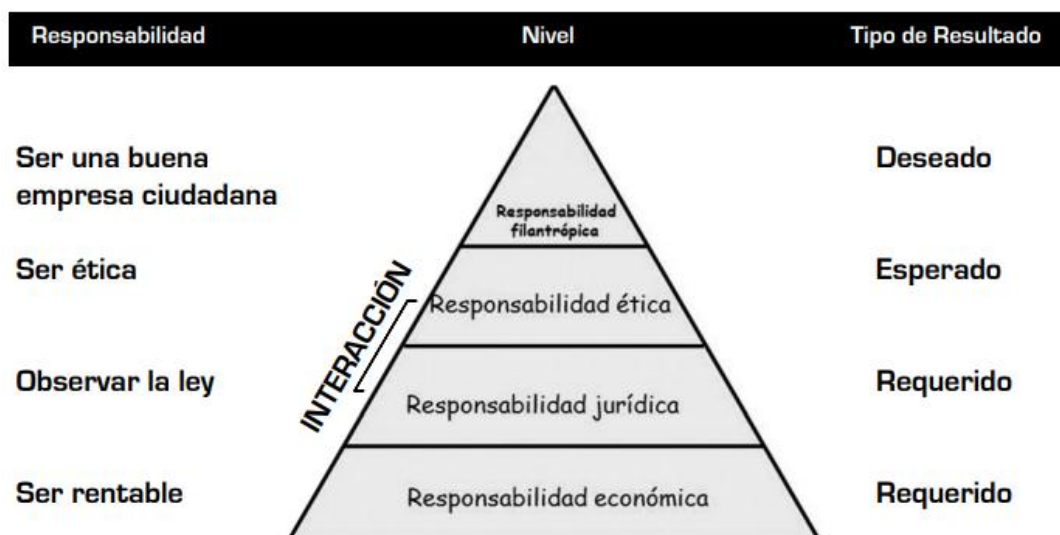 Responsabilidad Nivel Tipo de Resultado
Ser una buena
empresa ciudadana
Responsabilidad
filantrópica
Deseado
Ser ética
Responsabilidad ética
Esperado
INTERACCIÓN
Observar la ley
Responsabilidad jurídica
Requerido
Ser rentable
Responsabilidad económica
Requerido